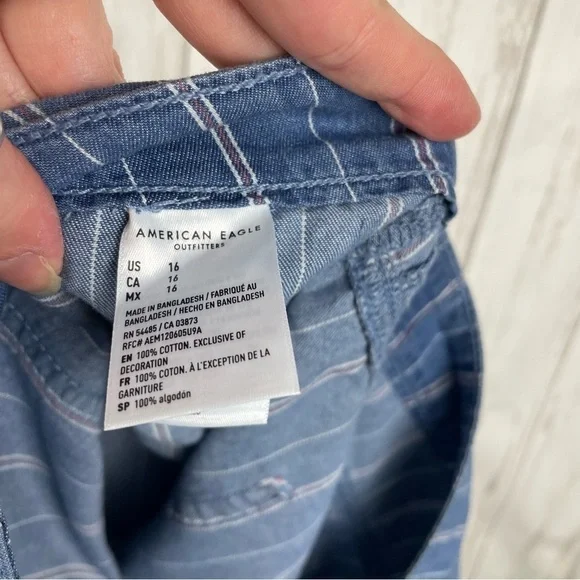 AMERICAN EAGLE
OUTFITTERS
US 16
CA 16
MX 16
MADE IN BANGLADESH / FABRIQUÉ AU
BANGLADESH / HECHO EN BANGLADESH
RN 54485 / CA 03873
RFC# AEM120605U9A
EN 100% COTTON. EXCLUSIVE OF
DECORATION
FR 100% COTON. À L'EXCEPTION DE LA
GARNITURE
SP 100% algodón